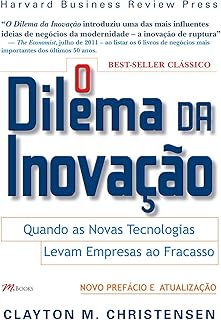 Harvard Business Review Press
"O Dilema da Inovação introduziu uma das mais influentes
ideias de negócios da modernidade – a inovação de ruptura"
— The Economist, julho de 2011 – ao listar os 6 livros de negócios mais
importantes dos últimos 50 anos.
BEST-SELLER CLÁSSICO
O
Dilema DA
Inovação
Quando as Novas Tecnologias
Levam Empresas ao Fracasso
M.BOOKS
NOVO PREFÁCIO E ATUALIZAÇÃO
CLAYTON M. CHRISTENSEN